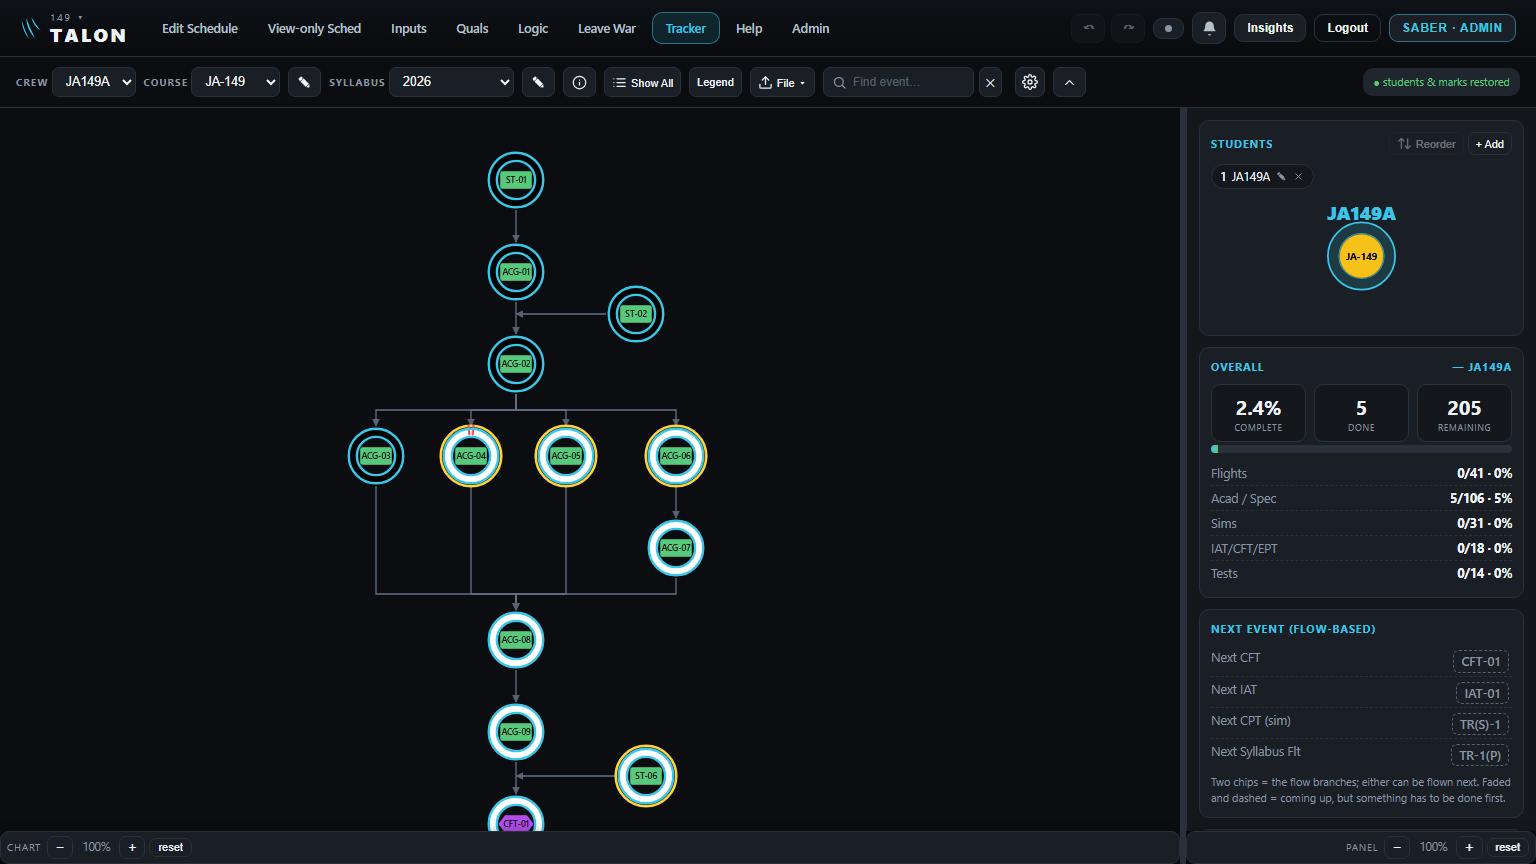 149
TALON
Edit Schedule
View-only Sched
Inputs
Quals
Logic
Leave War
Tracker
Help
Admin
Insights
Logout
SABER · ADMIN
CREW
JA149A
COURSE
JA-149
SYLLABUS
2026
Show All
Legend
File
Find event…
students & marks restored
ST-01
ACG-01
ST-02
ACG-02
ACG-03
ACG-04
ACG-05
ACG-06
ACG-07
ACG-08
ACG-09
ST-06
CFT-01
STUDENTS
Reorder
+ Add
1 JA149A
JA149A
JA-149
OVERALL
— JA149A
2.4%
COMPLETE
5
DONE
205
REMAINING
Flights 0/41 · 0%
Acad / Spec 5/106 · 5%
Sims 0/31 · 0%
IAT/CFT/EPT 0/18 · 0%
Tests 0/14 · 0%
NEXT EVENT (FLOW-BASED)
Next CFT CFT-01
Next IAT IAT-01
Next CPT (sim) TR(S)-1
Next Syllabus Flt TR-1(P)
Two chips = the flow branches; either can be flown next. Faded
and dashed = coming up, but something has to be done first.
CHART − 100% + reset
PANEL − 100% + reset